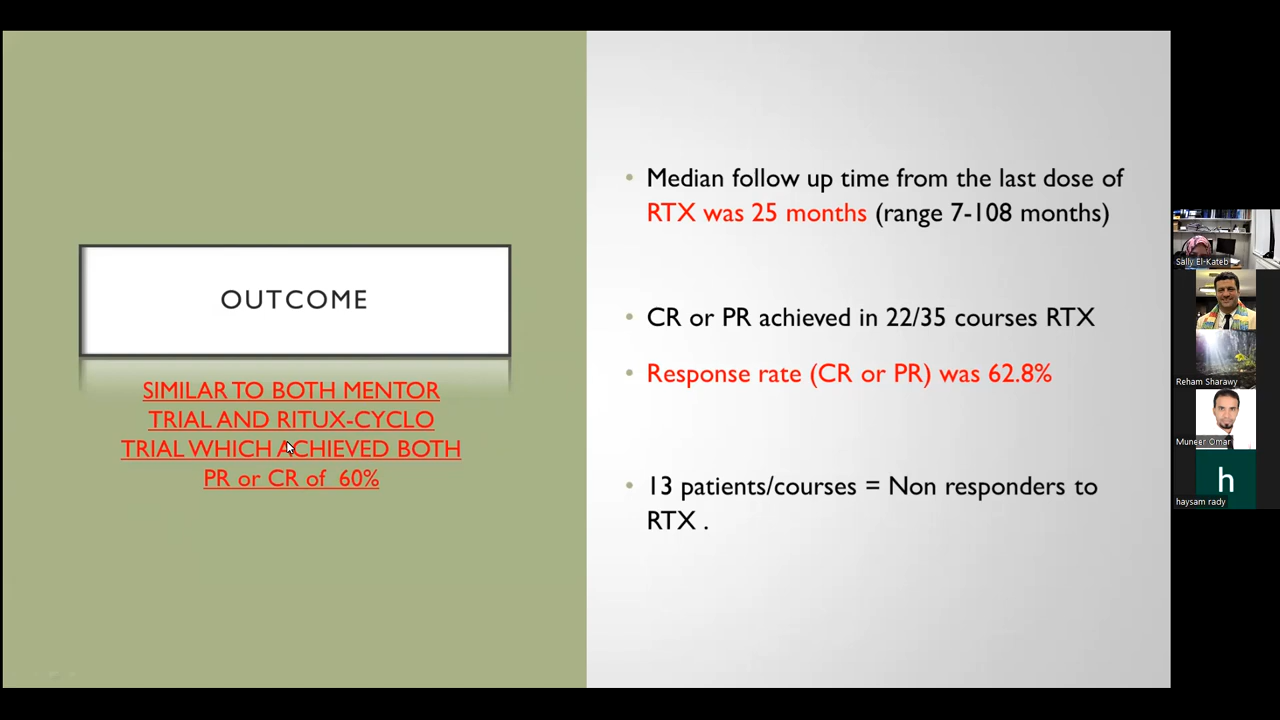 OUTCOME
SIMILAR TO BOTH MENTOR
TRIAL AND RITUX-CYCLO
TRIAL WHICH ACHIEVED BOTH
PR or CR of 60%
• Median follow up time from the last dose of
RTX was 25 months (range 7-108 months)
• CR or PR achieved in 22/35 courses RTX
• Response rate (CR or PR) was 62.8%
• 13 patients/courses = Non responders to
RTX .
Sally El-Kateb
Reham Sharawy
Muneer Omar
h
haysam rady